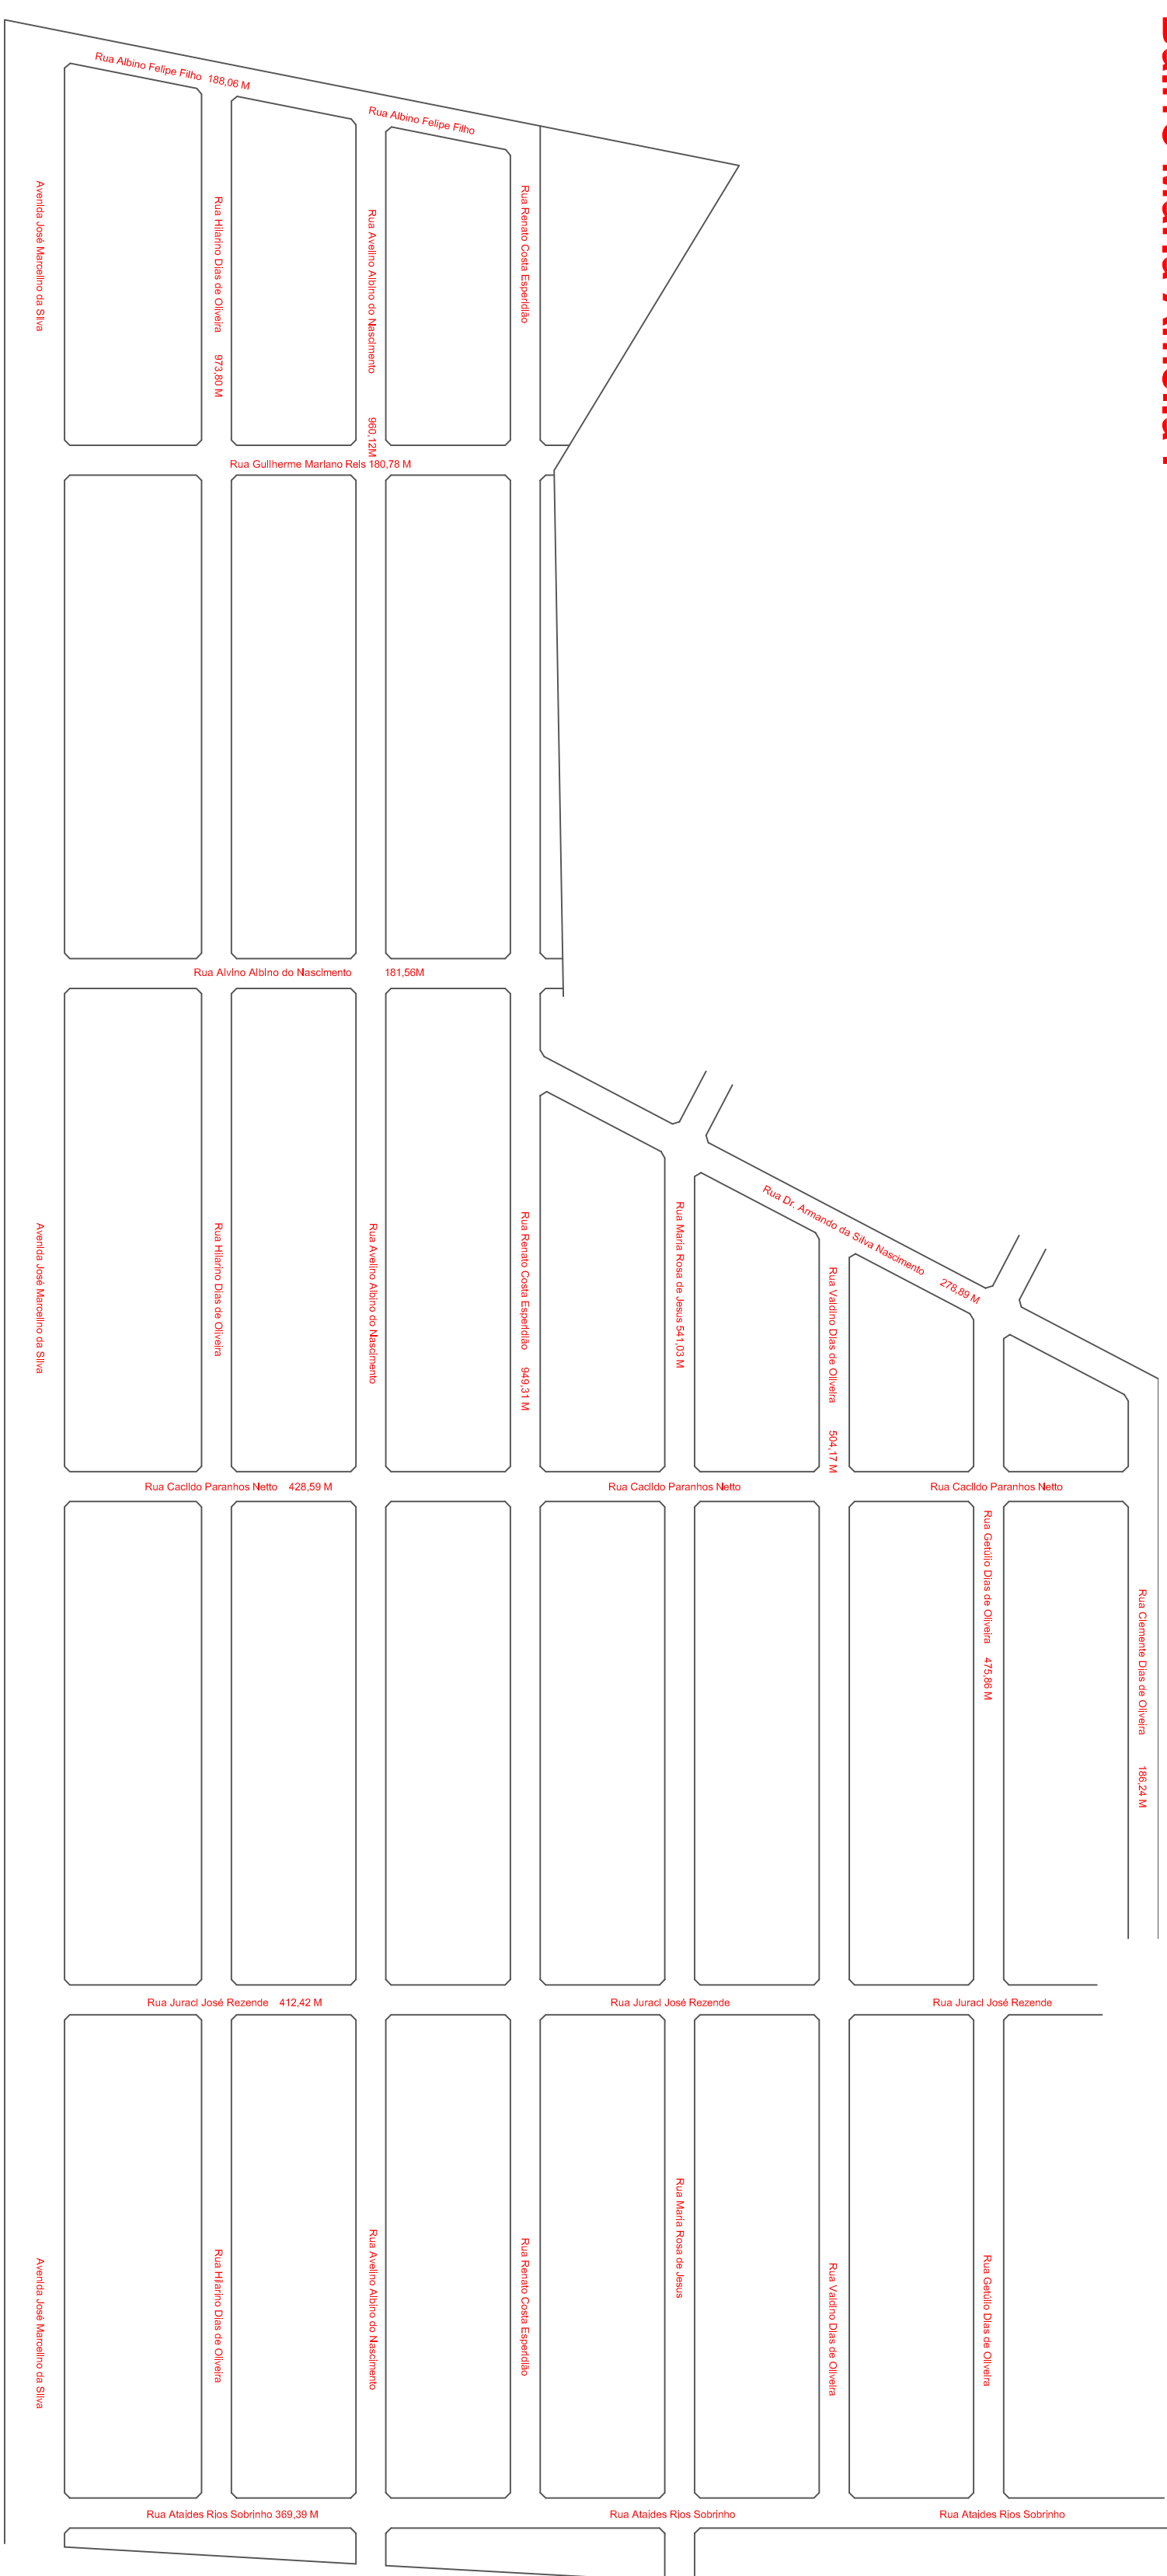 Rua Albino Felipe Filho 188,06 M
Rua Albino Felipe Filho
Avenida José Marcelino da Silva
Rua Hilarino Dias de Oliveira 973,80 M
Rua Avelino Albino do Nascimento 960,12M
Rua Renato Costa Esperidião
Rua Guilherme Mariano Reis 180,78 M
Rua Alvino Albino do Nascimento 181,56M
Avenida José Marcelino da Silva
Rua Hilarino Dias de Oliveira
Rua Avelino Albino do Nascimento
Rua Renato Costa Esperidião 949,31 M
Rua Maria Rosa de Jesus 541,03 M
Rua Dr. Armando da Silva Nascimento 278,89 M
Rua Valdino Dias de Oliveira 504,17 M
Rua Cacildo Paranhos Netto 428,59 M
Rua Cacildo Paranhos Netto
Rua Cacildo Paranhos Netto
Rua Getúlio Dias de Oliveira 475,86 M
Rua Clemente Dias de Oliveira 186,24 M
Rua Juraci José Rezende 412,42 M
Rua Juraci José Rezende
Rua Juraci José Rezende
Avenida José Marcelino da Silva
Rua Hilarino Dias de Oliveira
Rua Avelino Albino do Nascimento
Rua Renato Costa Esperidião
Rua Maria Rosa de Jesus
Rua Valdino Dias de Oliveira
Rua Getúlio Dias de Oliveira
Rua Ataides Rios Sobrinho 369,39 M
Rua Ataides Rios Sobrinho
Rua Ataides Rios Sobrinho